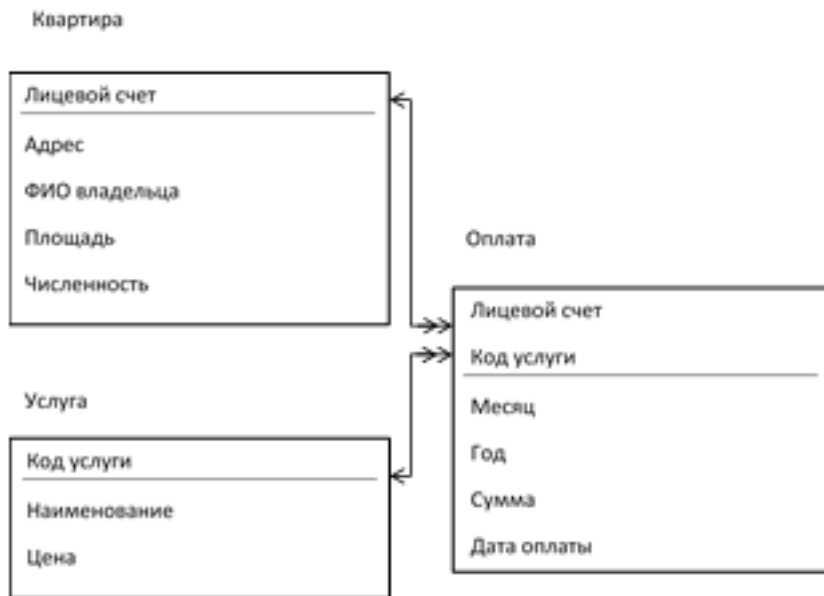 Квартира
Лицевой счет
Адрес
ФИО владельца
Площадь
Численность
Оплата
Лицевой счет
Код услуги
Месяц
Год
Сумма
Дата оплаты
Услуга
Код услуги
Наименование
Цена